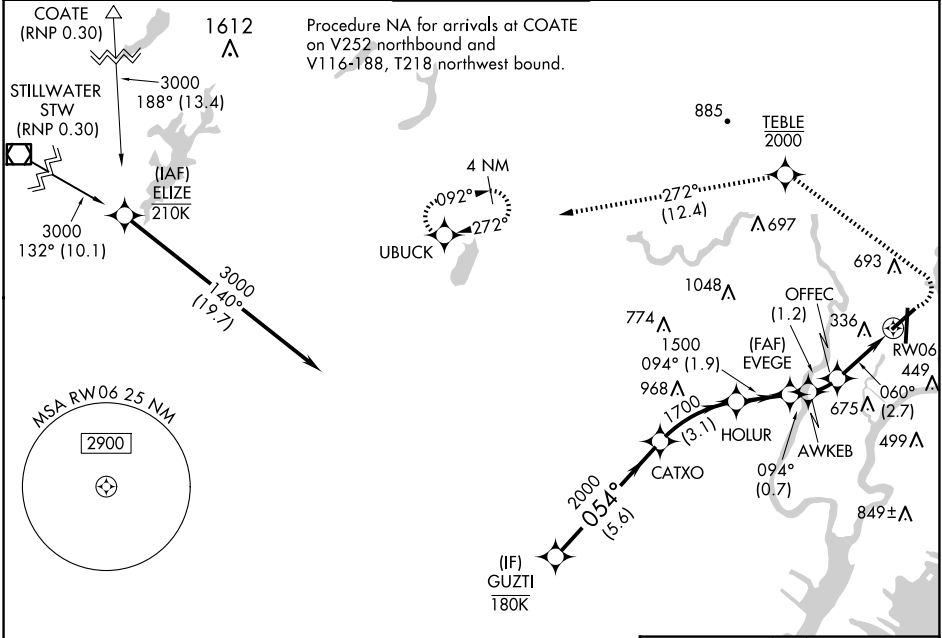 COATE
(RNP 0.30)
1612
Procedure NA for arrivals at COATE
on V252 northbound and
V116-188, T218 northwest bound.
3000
188° (13.4)
STILLWATER
STW
(RNP 0.30)
(IAF)
ELIZE
210K
3000
132° (10.1)
3000
140°
(19.7)
4 NM
092°
272°
UBUCK
885
TEBLE
2000
272°
(12.4)
697
693
1048
OFFEC
(1.2)
336
774
1500
094° (1.9)
(FAF)
EVEGE
RW06
449
968
1700
(3.1)
HOLUR
060°
(2.7)
675
AWKEB
499
CATXO
094°
(0.7)
2000
054°
(5.6)
849±
(IF)
GUZTI
180K
MSA RW06 25 NM
2900